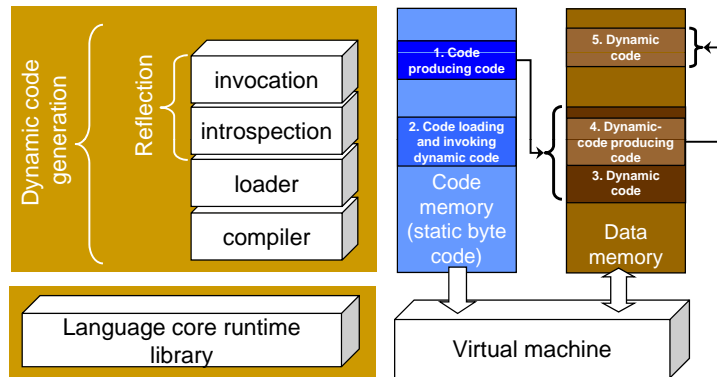 Dynamic code
generation
Reflection
invocation
introspection
loader
compiler
Language core runtime
library
1. Code
producing code
2. Code loading
and invoking
dynamic code
Code
memory
(static byte
code)
5. Dynamic
code
4. Dynamic-
code producing
code
3. Dynamic
code
Data
memory
Virtual machine